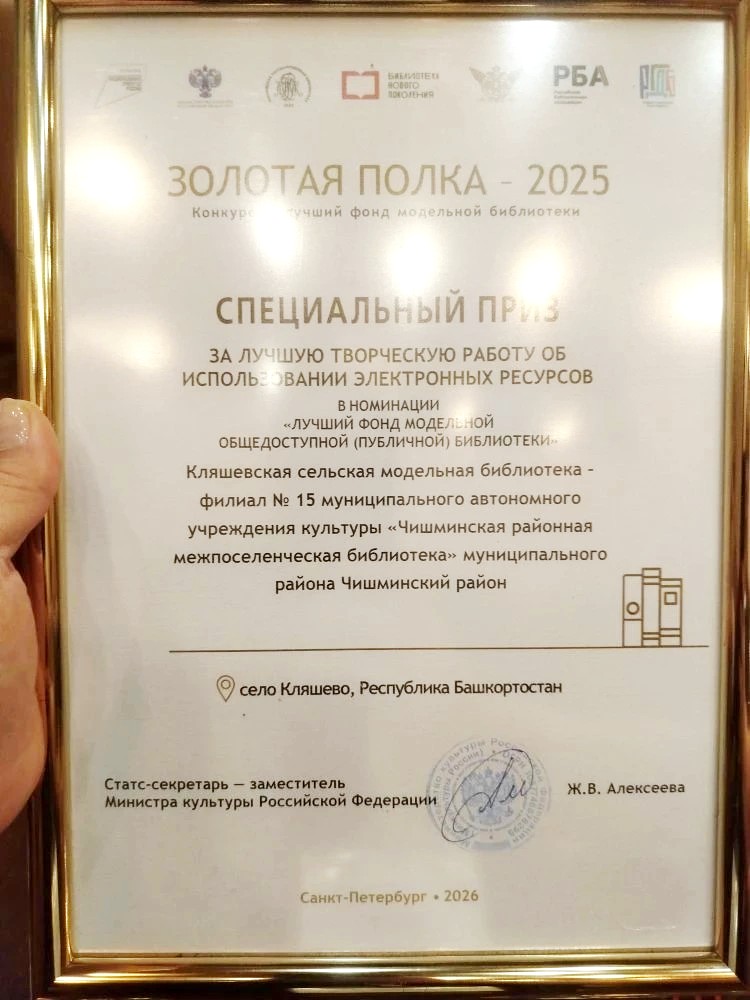 БИБЛИОТЕКА
НОВОГО
ПОКОЛЕНИЯ
РБА
ЗОЛОТАЯ ПОЛКА – 2025
Конкурс лучший фонд модельной библиотеки
СПЕЦИАЛЬНЫЙ ПРИЗ
ЗА ЛУЧШУЮ ТВОРЧЕСКУЮ РАБОТУ ОБ
ИСПОЛЬЗОВАНИИ ЭЛЕКТРОННЫХ РЕСУРСОВ
В НОМИНАЦИИ
«ЛУЧШИЙ ФОНД МОДЕЛЬНОЙ
ОБЩЕДОСТУПНОЙ (ПУБЛИЧНОЙ) БИБЛИОТЕКИ»
Кляшевская сельская модельная библиотека –
филиал № 15 муниципального автономного
учреждения культуры «Чишминская районная
межпоселенческая библиотека» муниципального
района Чишминский район
село Кляшево, Республика Башкортостан
Статс-секретарь — заместитель
Министра культуры Российской Федерации
Ж.В. Алексеева
Санкт-Петербург • 2026